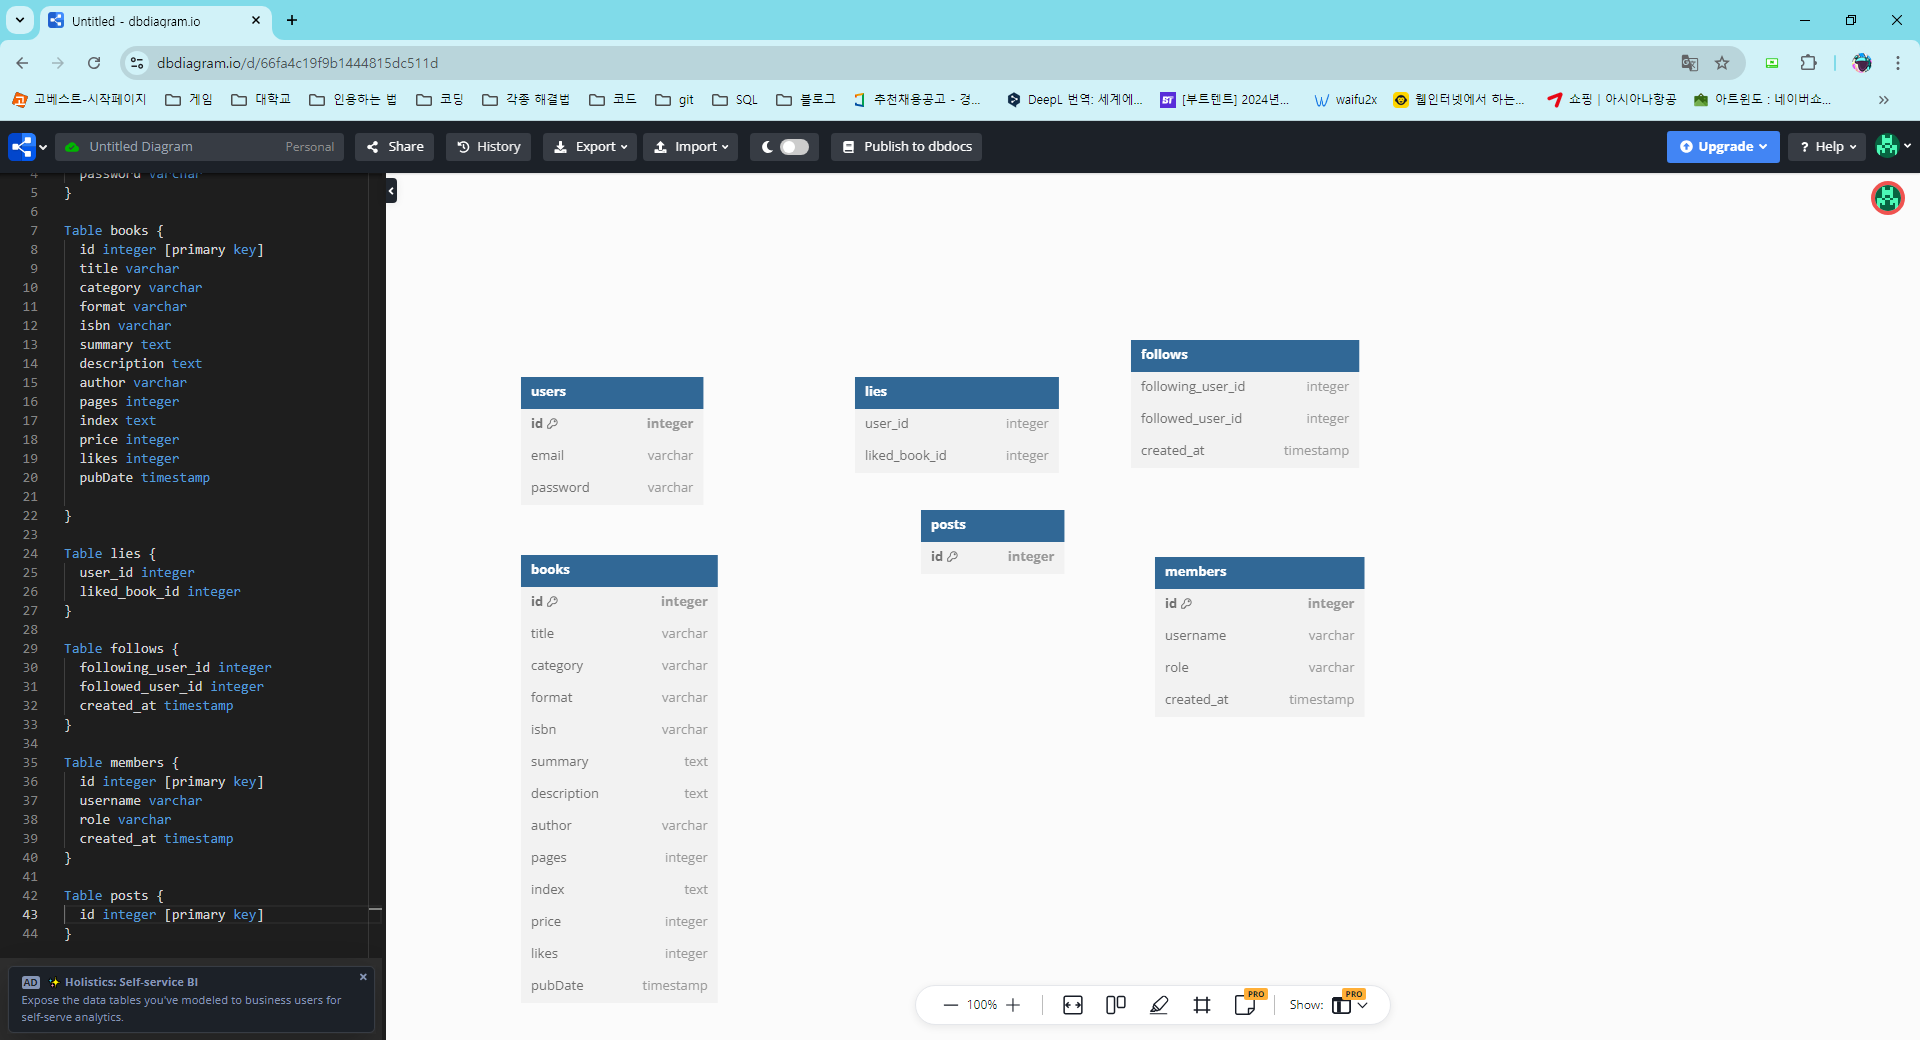 Untitled - dbdiagram.io
dbdiagram.io/d/66fa4c19f9b1444815dc511d
고베스트-시작페이지 게임 대학교 인용하는 법 코딩 각종 해결법 코드 git SQL 블로그 추천채용공고 - 경... DeepL 번역: 세계에... [부트텐트] 2024년... waifu2x 웹인터넷에서 하는... 쇼핑 | 아시아나항공 아트윈도 : 네이버쇼...
Untitled Diagram Personal Share History Export Import Publish to dbdocs Upgrade ? Help
4 password varchar
5 }
6
7 Table books {
8 id integer [primary key]
9 title varchar
10 category varchar
11 format varchar
12 isbn varchar
13 summary text
14 description text
15 author varchar
16 pages integer
17 index text
18 price integer
19 likes integer
20 pubDate timestamp
21
22 }
23
24 Table lies {
25 user_id integer
26 liked_book_id integer
27 }
28
29 Table follows {
30 following_user_id integer
31 followed_user_id integer
32 created_at timestamp
33 }
34
35 Table members {
36 id integer [primary key]
37 username varchar
38 role varchar
39 created_at timestamp
40 }
41
42 Table posts {
43 id integer [primary key]
44 }
AD ✨ Holistics: Self-service BI
Expose the data tables you've modeled to business users for
self-serve analytics.
users
id integer
email varchar
password varchar
books
id integer
title varchar
category varchar
format varchar
isbn varchar
summary text
description text
author varchar
pages integer
index text
price integer
likes integer
pubDate timestamp
lies
user_id integer
liked_book_id integer
posts
id integer
follows
following_user_id integer
followed_user_id integer
created_at timestamp
members
id integer
username varchar
role varchar
created_at timestamp
100% PRO Show: PRO